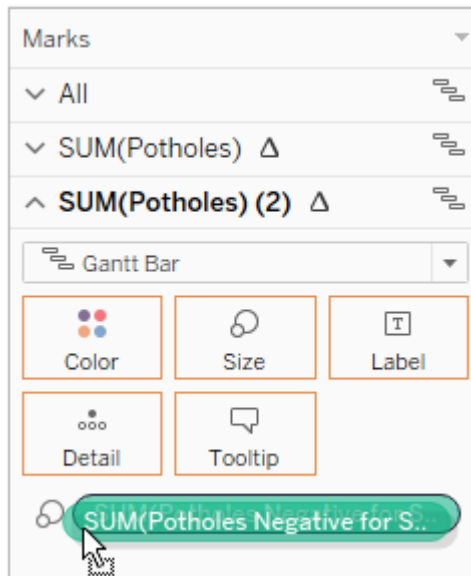 Marks
All
SUM(Potholes) Δ
SUM(Potholes) (2) Δ
Gantt Bar
Color Size Label
Detail Tooltip
SUM(Potholes Negative for S..